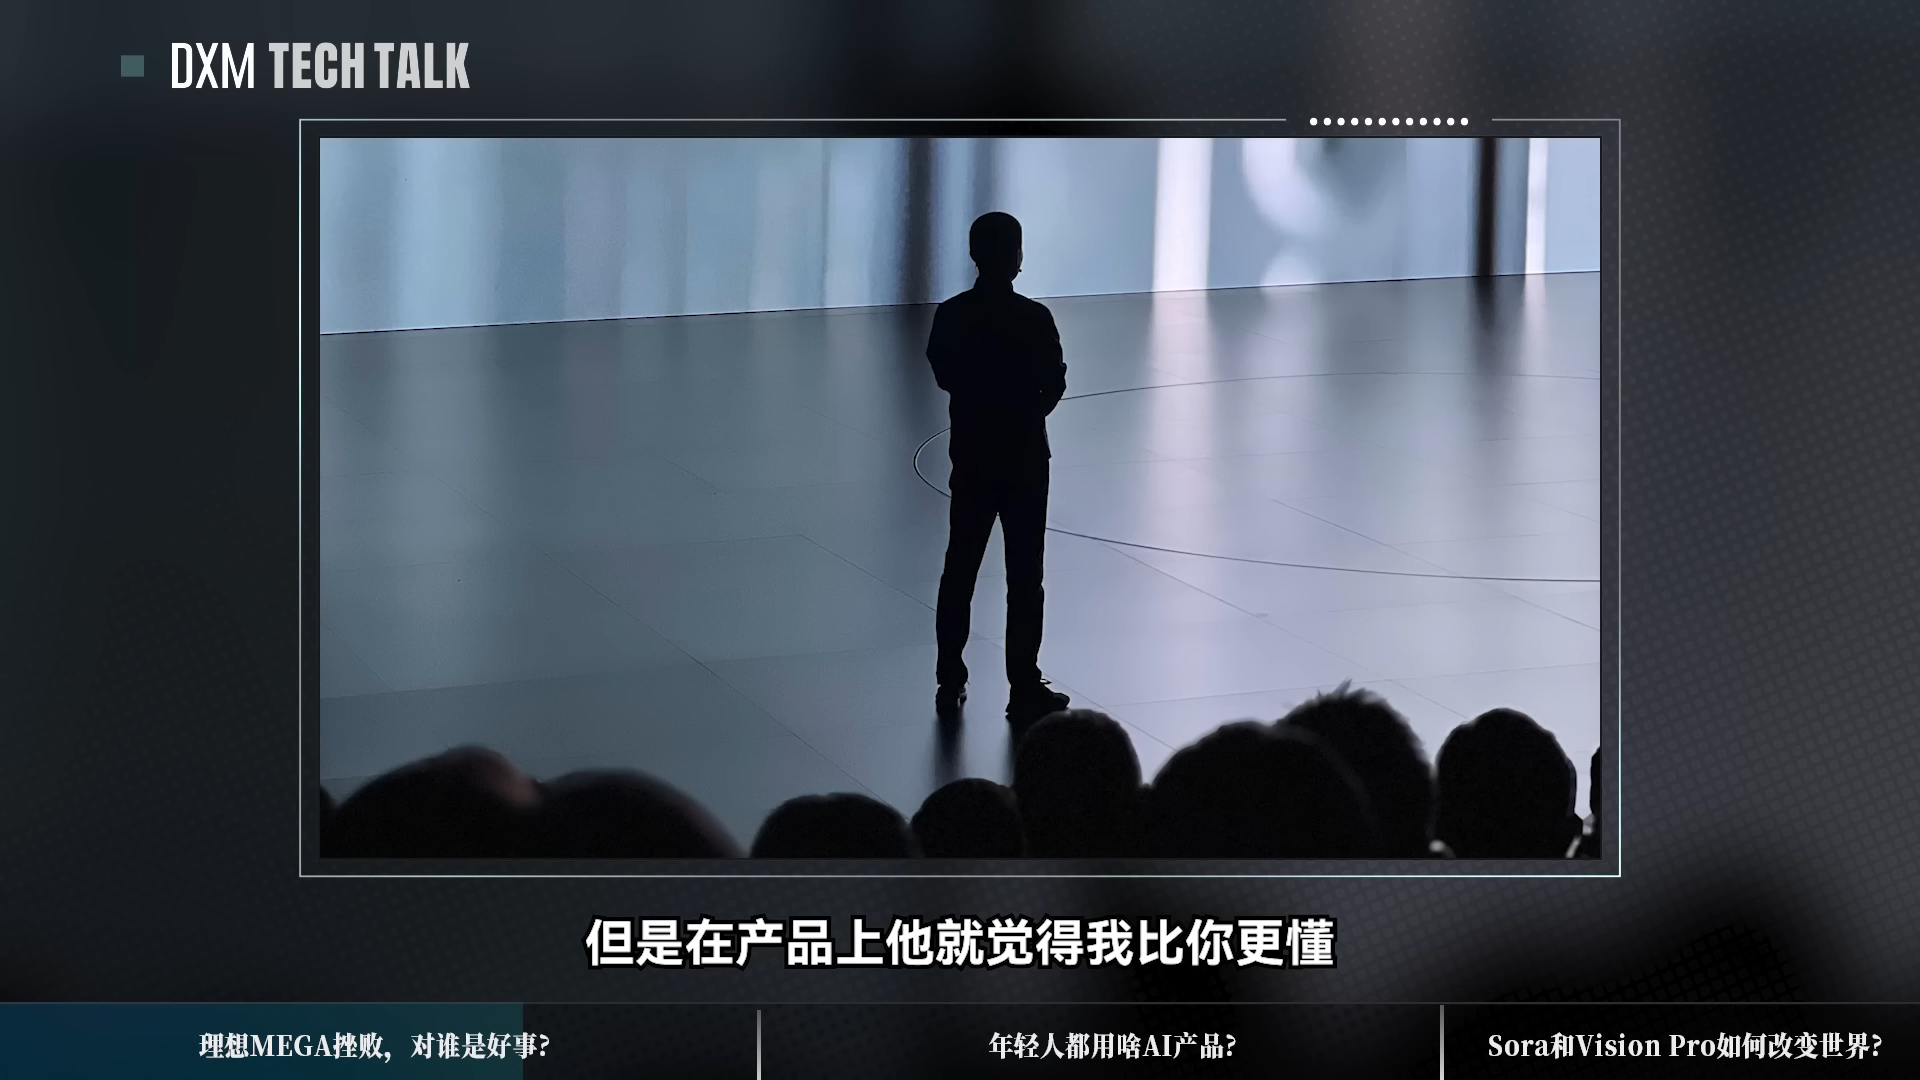 DXM TECH TALK
但是在产品上他就觉得我比你更懂
理想MEGA挫败，对谁是好事?
年轻人都用啥AI产品?
Sora和Vision Pro如何改变世界?